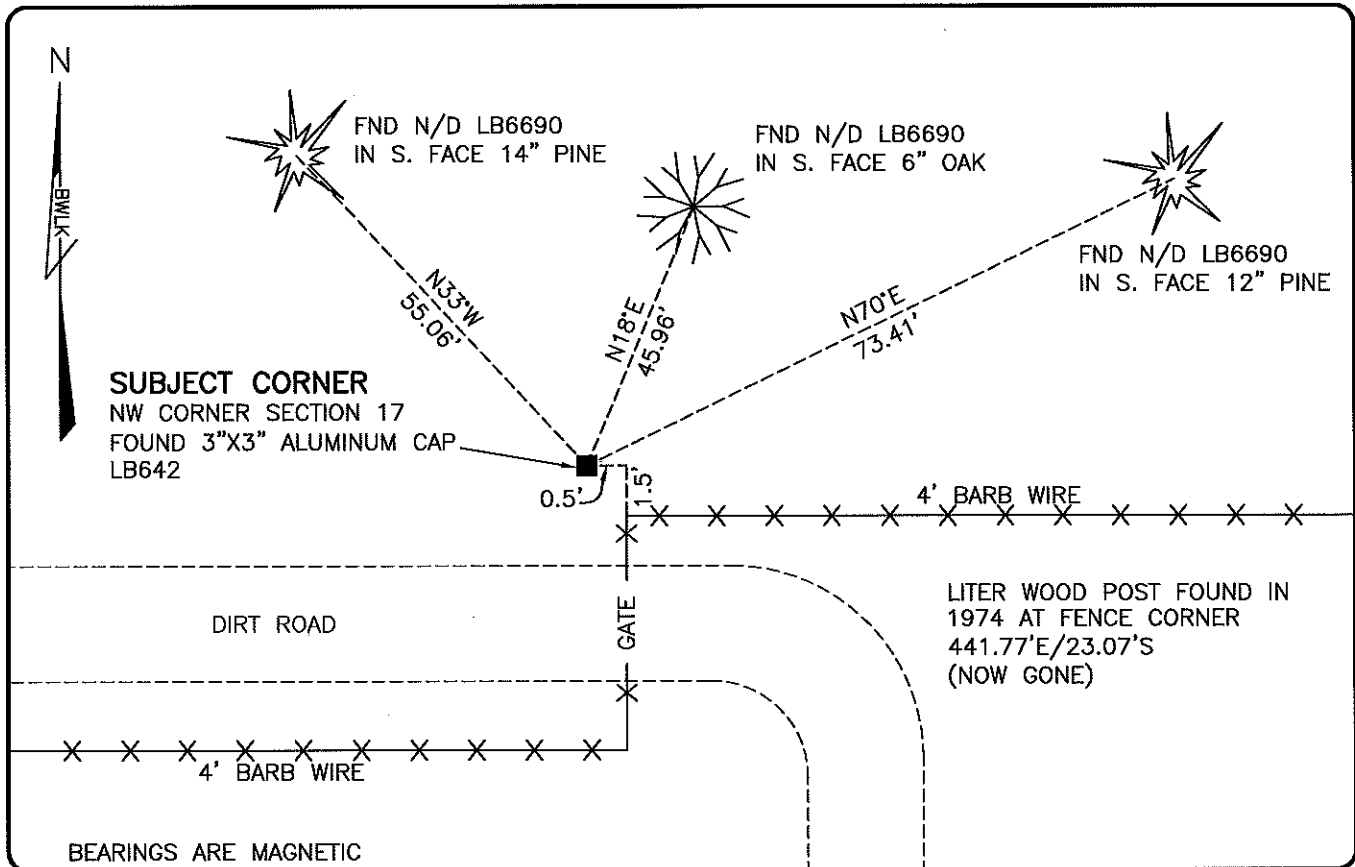 N
BWLK
FND N/D LB6690
IN S. FACE 14" PINE
FND N/D LB6690
IN S. FACE 6" OAK
FND N/D LB6690
IN S. FACE 12" PINE
N33°W
55.06'
N18°E
45.96'
N70°E
73.41'
SUBJECT CORNER
NW CORNER SECTION 17
FOUND 3"X3" ALUMINUM CAP
LB642
0.5'
1.5'
4' BARB WIRE
DIRT ROAD
GATE
LITER WOOD POST FOUND IN
1974 AT FENCE CORNER
441.77'E/23.07'S
(NOW GONE)
4' BARB WIRE
BEARINGS ARE MAGNETIC